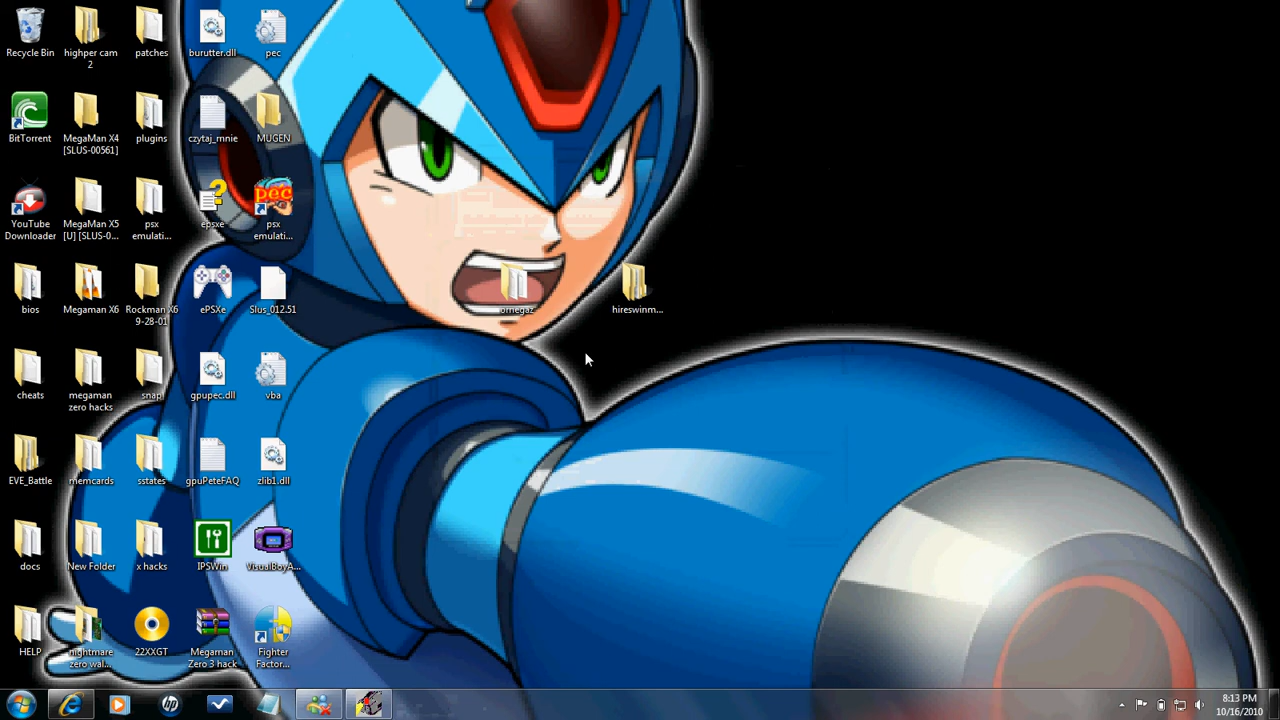 Recycle Bin
highper cam
2
patches
burutter.dll
pec
BitTorrent
MegaMan X4
[SLUS-00561]
plugins
czytaj_mnie
MUGEN
YouTube
Downloader
MegaMan X5
[U] [SLUS-0...
psx
emulati...
epsxe
pec
psx
emulati...
bios
Megaman X6
Rockman X6
9-28-01
ePSXe
Slus_012.51
omegaz
hireswinm...
cheats
megaman
zero hacks
snap
gpupec.dll
vba
EVE_Battle
memcards
sstates
gpuPeteFAQ
zlib1.dll
docs
New Folder
x hacks
IPSWin
VisualBoyA...
HELP
nightmare
zero wal...
22XXGT
Megaman
Zero 3 hack
Fighter
Factor...
hp
8:13 PM
10/16/2010